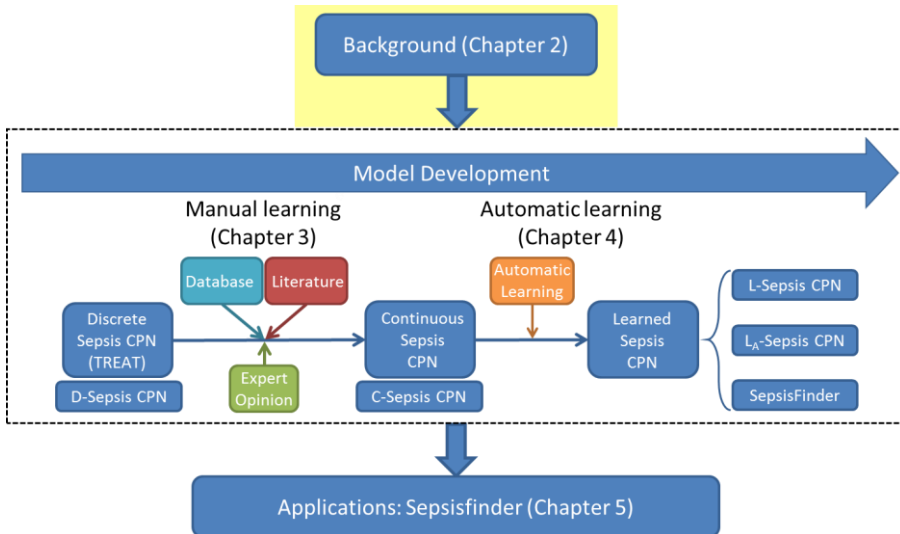 Background (Chapter 2)
Model Development
Manual learning
(Chapter 3)
Automatic learning
(Chapter 4)
Database
Literature
Automatic
Learning
Discrete
Sepsis CPN
(TREAT)
Continuous
Sepsis
CPN
Learned
Sepsis
CPN
L-Sepsis CPN
L_A-Sepsis CPN
SepsisFinder
D-Sepsis CPN
Expert
Opinion
C-Sepsis CPN
Applications: Sepsisfinder (Chapter 5)